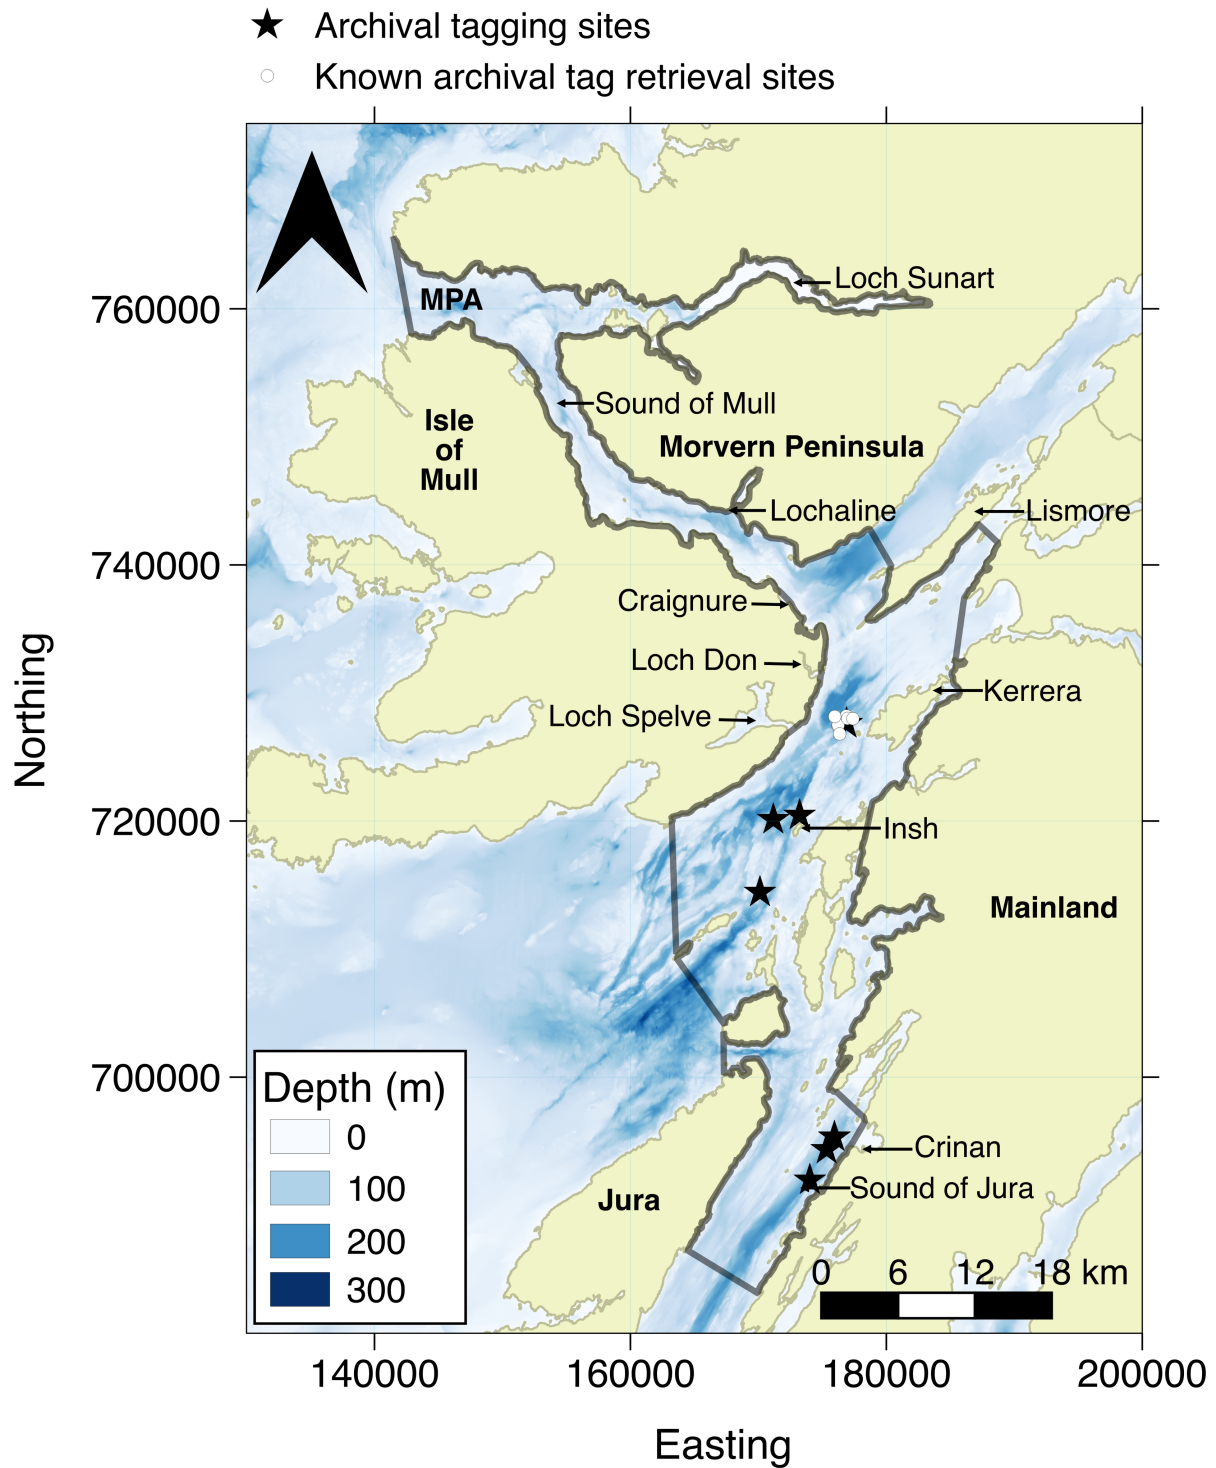 Archival tagging sites
Known archival tag retrieval sites
760000
740000
720000
700000
Northing
MPA
Loch Sunart
Isle
of
Mull
Sound of Mull
Morvern Peninsula
Lochaline
Lismore
Craignure
Loch Don
Kerrera
Loch Spelve
Insh
Mainland
Crinan
Sound of Jura
Jura
Depth (m)
0
100
200
300
0 6 12 18 km
140000 160000 180000 200000
Easting